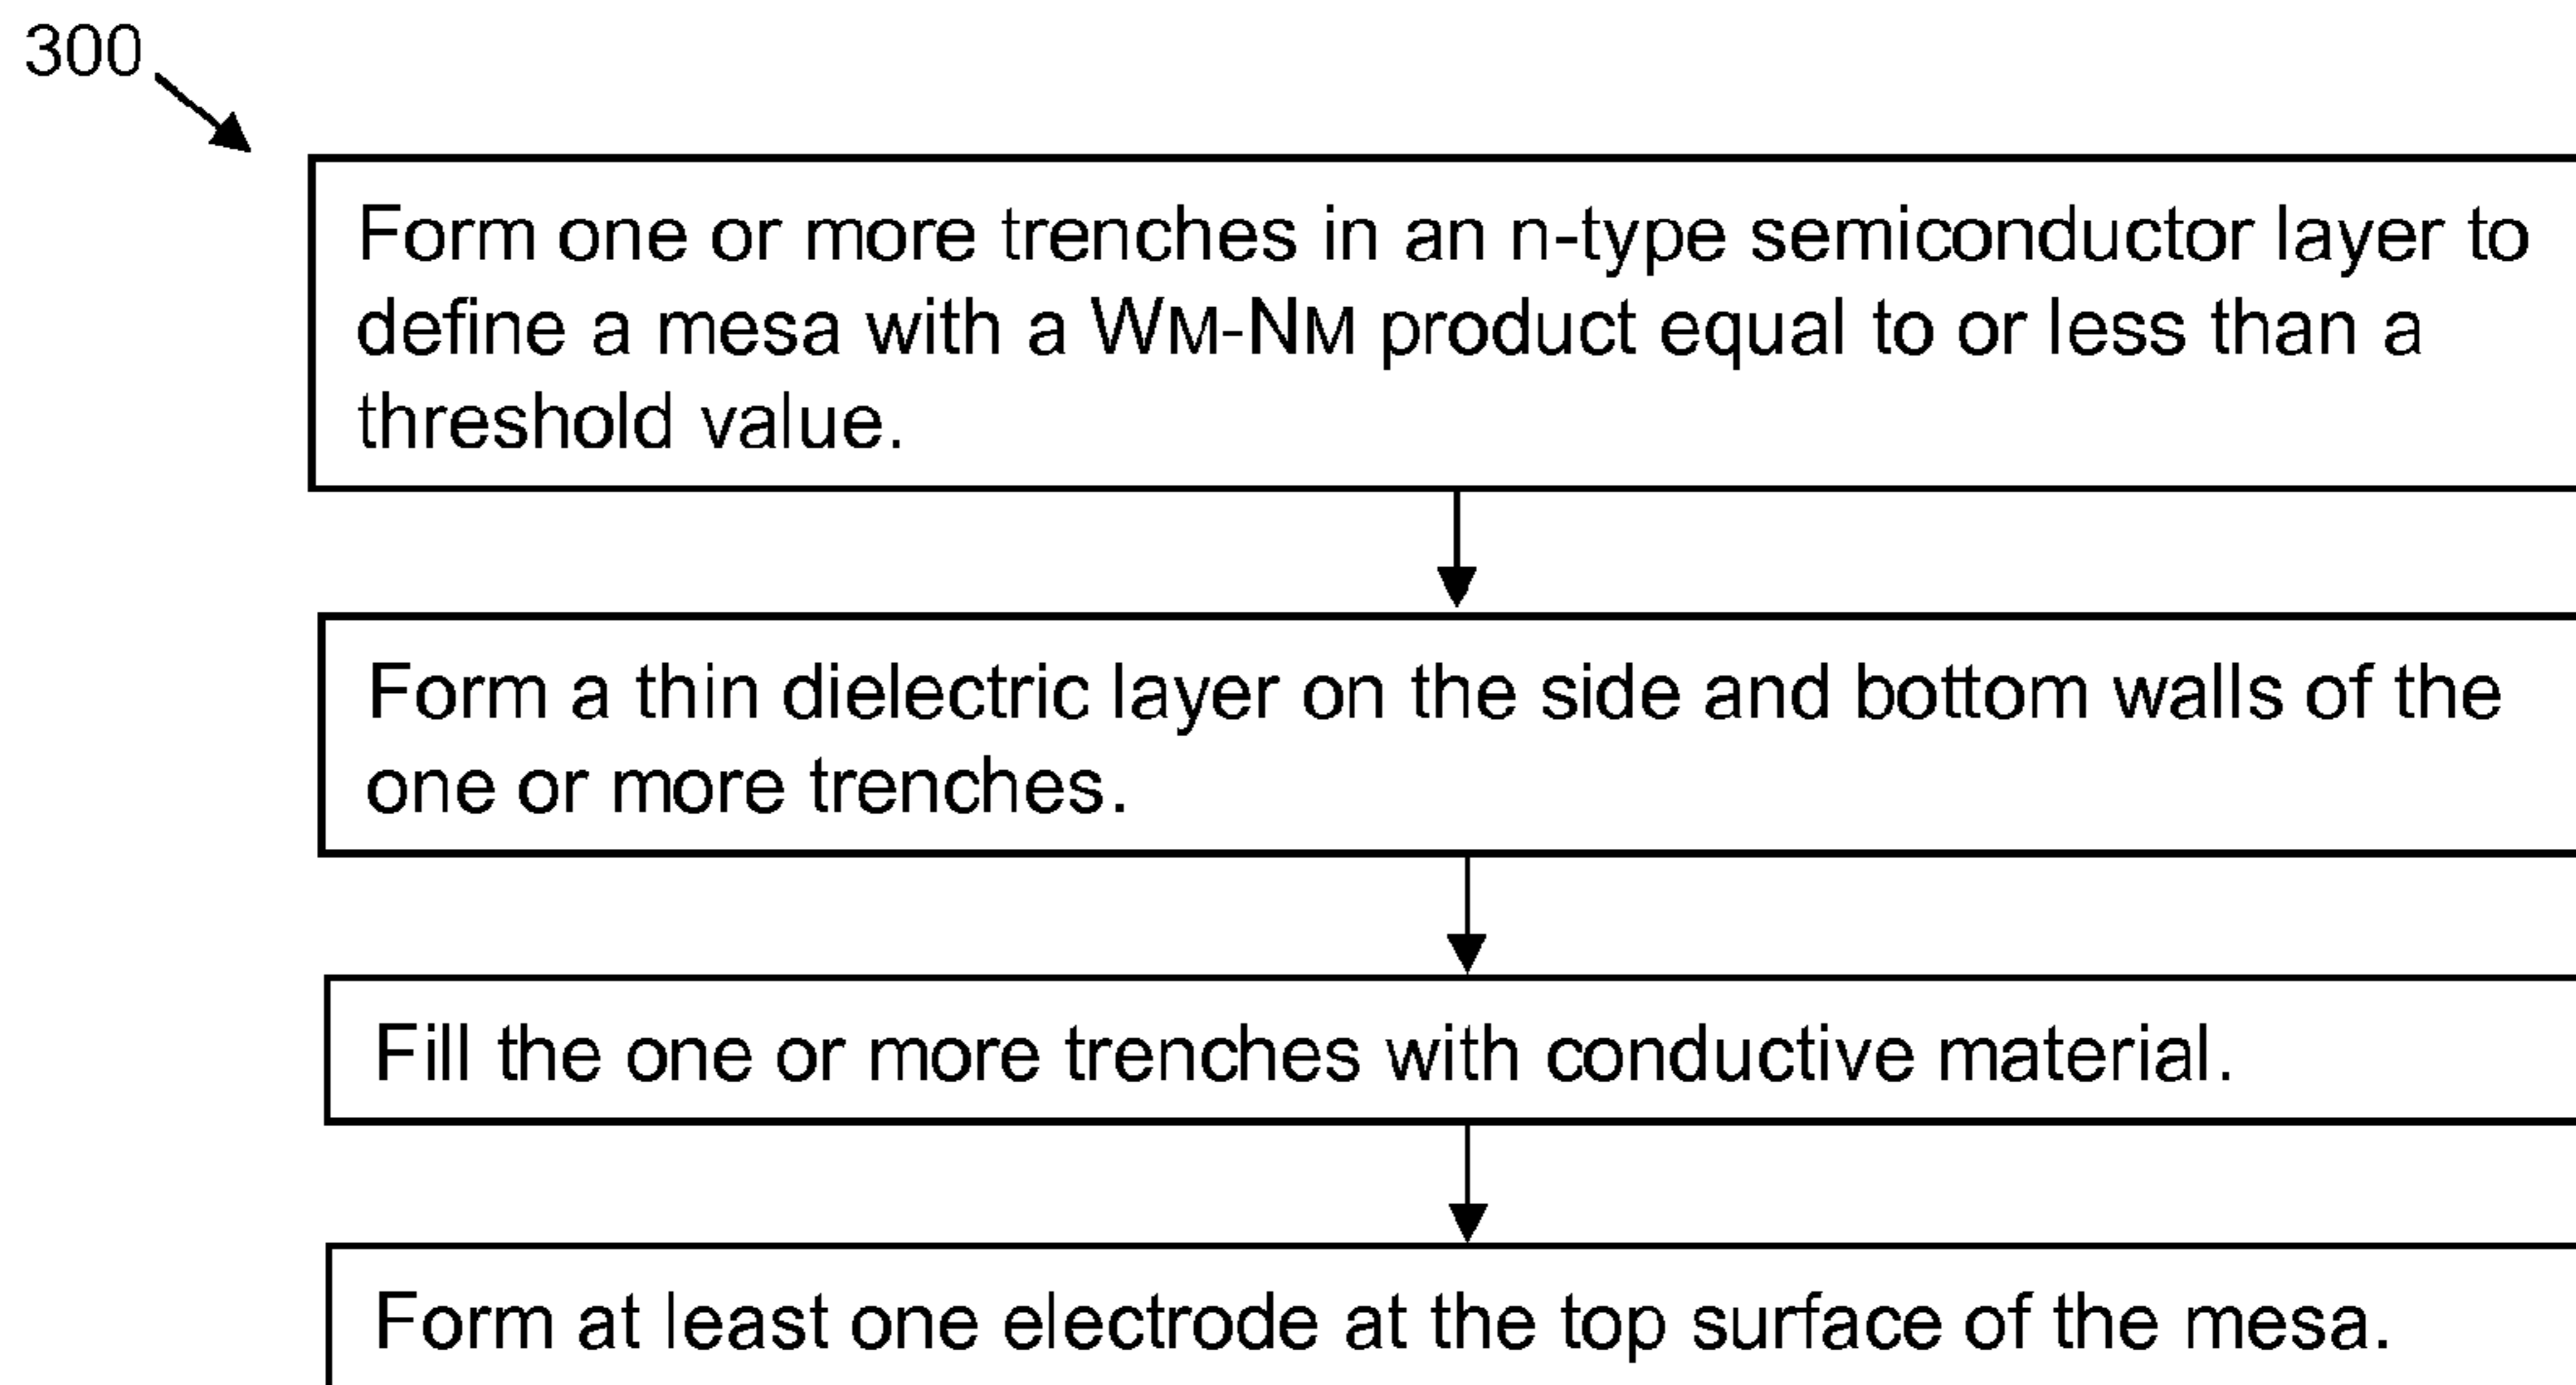 300
Form one or more trenches in an n-type semiconductor layer to
define a mesa with a WM-NM product equal to or less than a
threshold value.
Form a thin dielectric layer on the side and bottom walls of the
one or more trenches.
Fill the one or more trenches with conductive material.
Form at least one electrode at the top surface of the mesa.